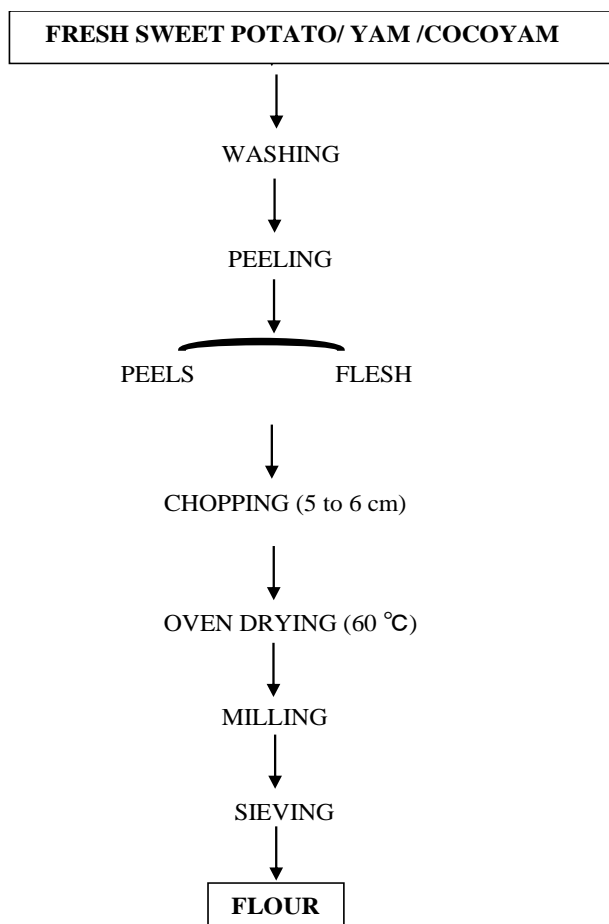 FRESH SWEET POTATO/ YAM /COCOYAM
WASHING
PEELING
PEELS FLESH
CHOPPING (5 to 6 cm)
OVEN DRYING (60 ℃)
MILLING
SIEVING
FLOUR